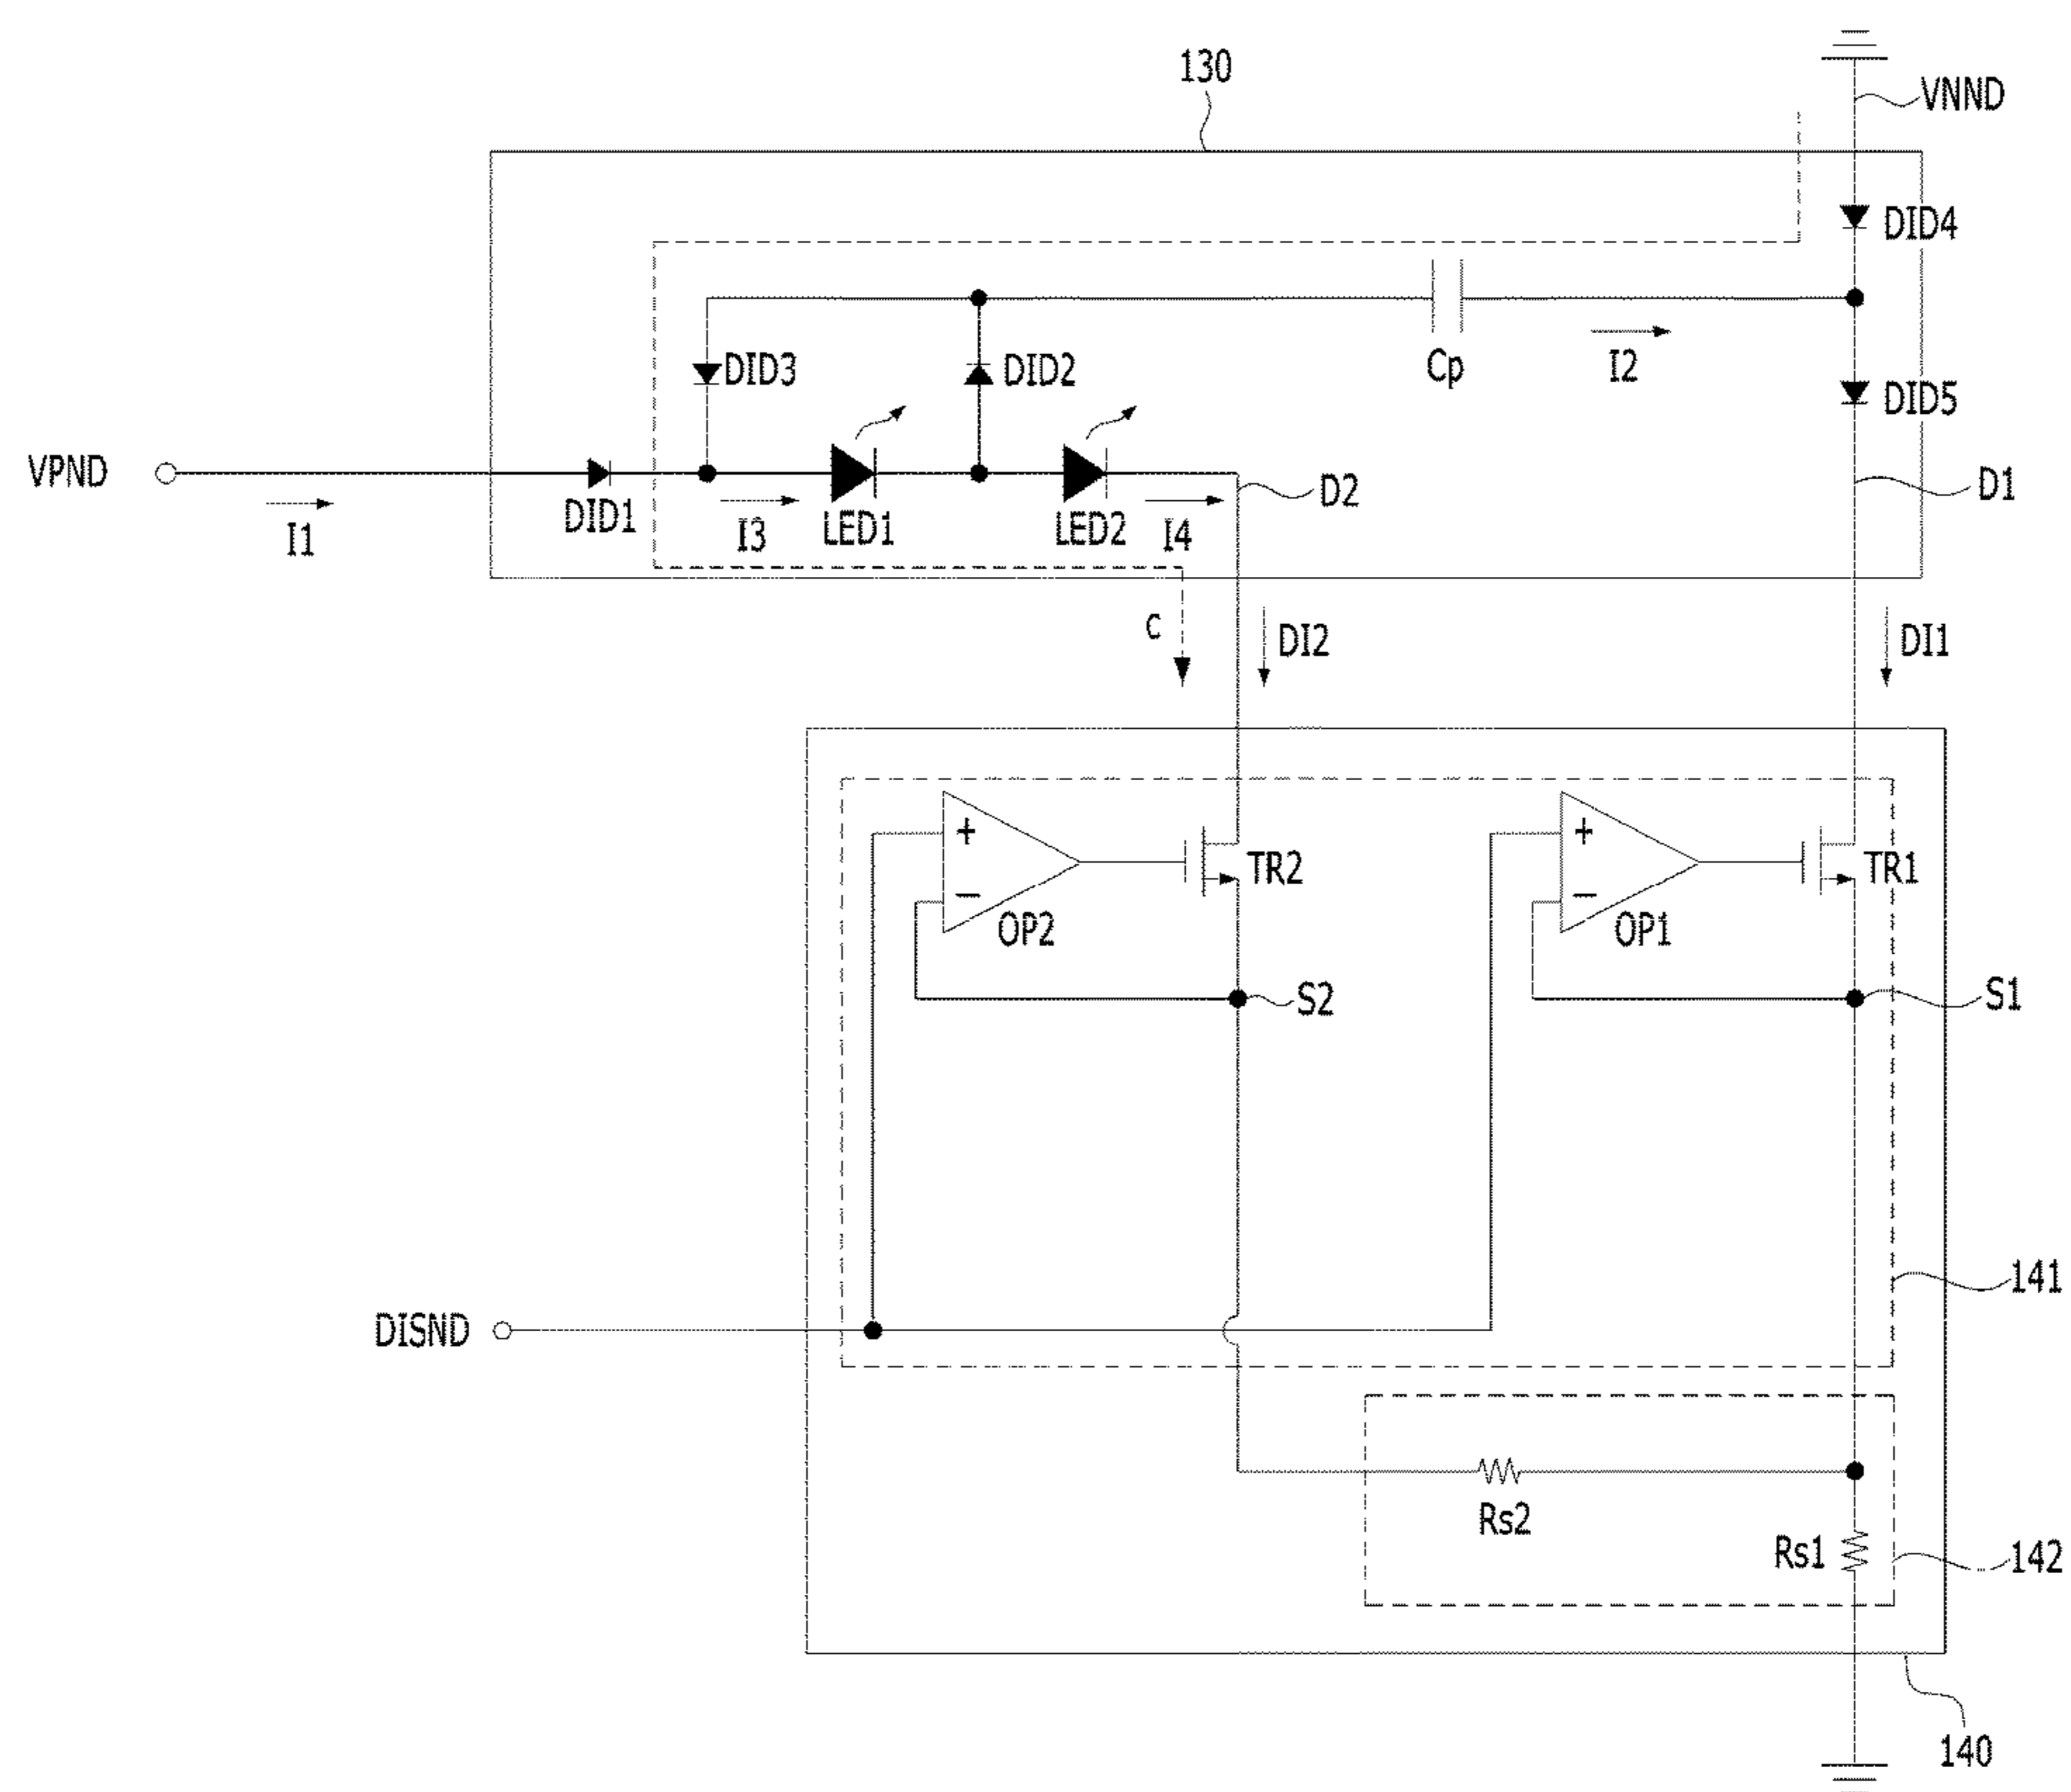 130
VNND
DID4
DID3
DID2
Cp
I2
DID5
VPND
I1
DID1
I3
LED1
LED2
I4
D2
D1
c
DI2
DI1
+
+
TR2
TR1
−
−
OP2
OP1
S2
S1
141
DISND
Rs2
Rs1
142
140